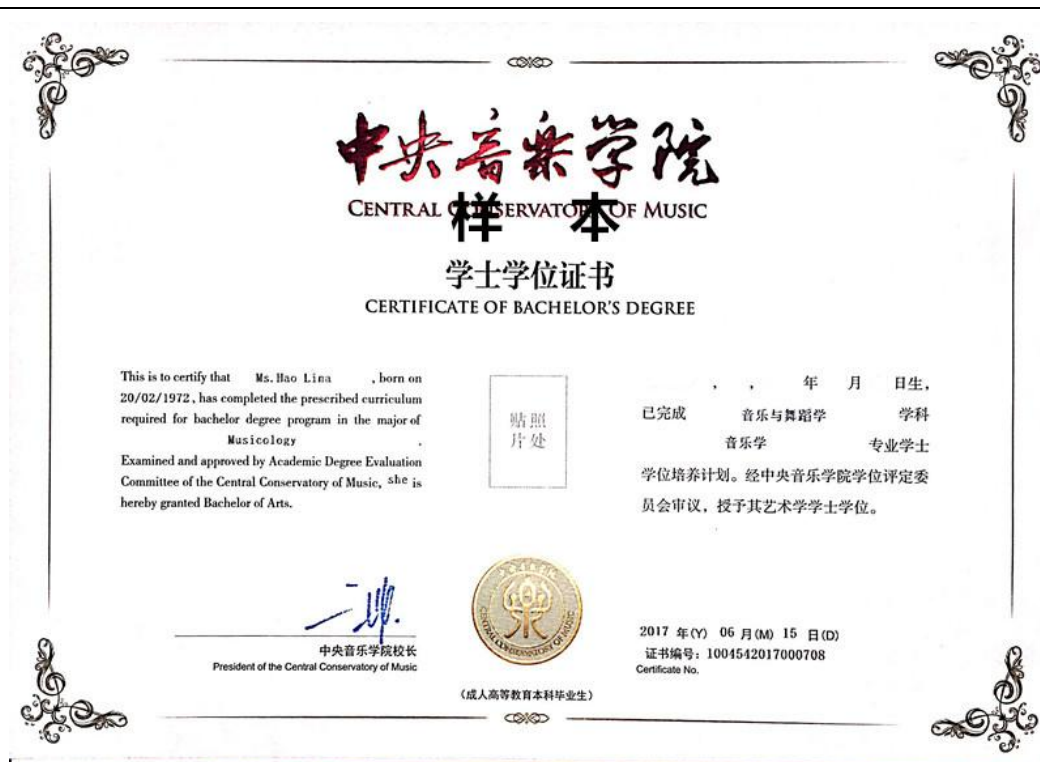 中央音乐学院
CENTRAL CONSERVATORY OF MUSIC
样 本
学士学位证书
CERTIFICATE OF BACHELOR'S DEGREE
This is to certify that Ms. Hao Lina , born on
20/02/1972 , has completed the prescribed curriculum
required for bachelor degree program in the major of
Musicology .
Examined and approved by Academic Degree Evaluation
Committee of the Central Conservatory of Music, she is
hereby granted Bachelor of Arts.
贴照
片处
, , 年 月 日生,
已完成 音乐与舞蹈学 学科
音乐学 专业学士
学位培养计划。经中央音乐学院学位评定委
员会审议,授予其艺术学学士学位。
中央音乐学院校长
President of the Central Conservatory of Music
CENTRAL CONSERVATORY OF MUSIC
2017 年(Y) 06 月(M) 15 日(D)
证书编号: 1004542017000708
Certificate No.
(成人高等教育本科毕业生)